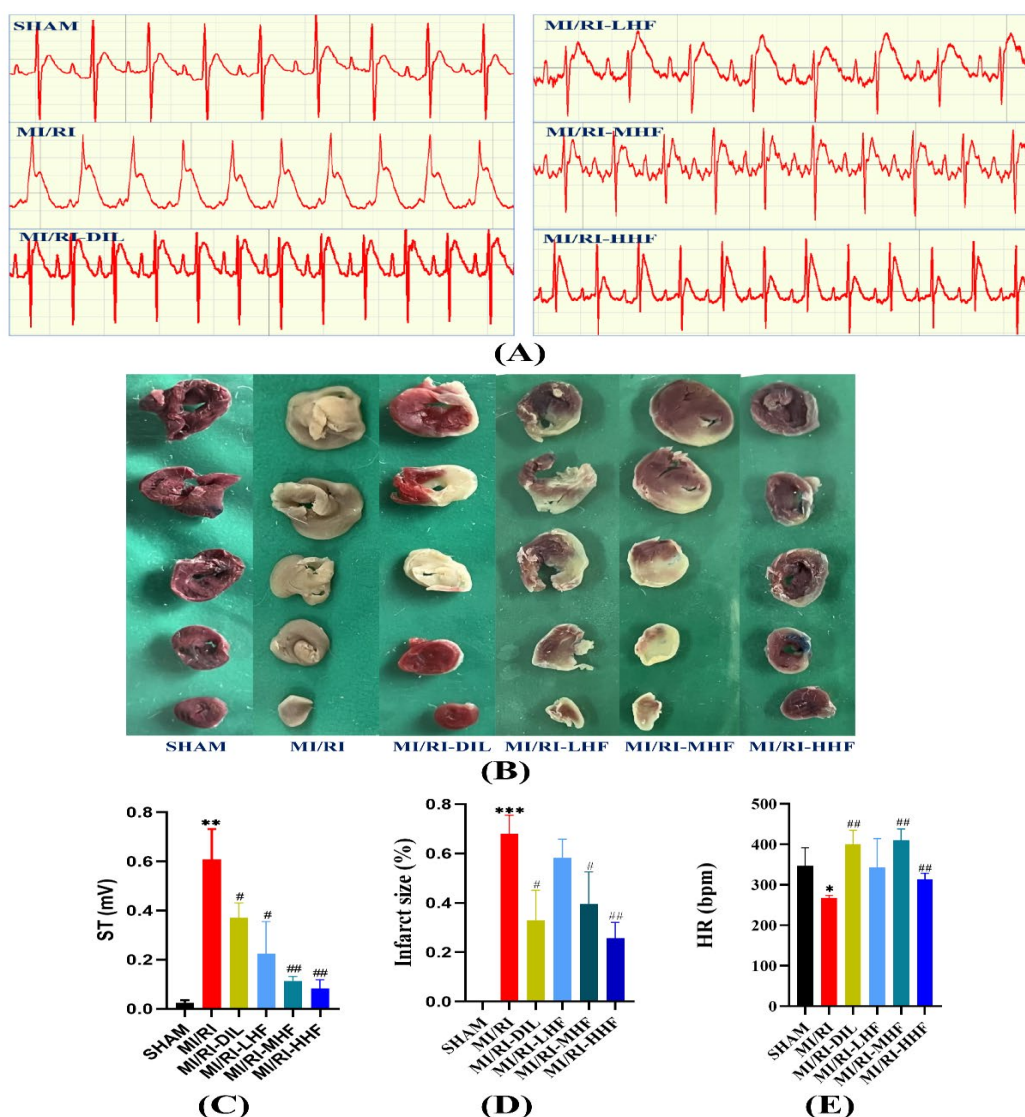 SHAM
MI/RI
MI/RI-DIL
MI/RI-LHF
MI/RI-MHF
MI/RI-HHF
(A)
SHAM MI/RI MI/RI-DIL MI/RI-LHF MI/RI-MHF MI/RI-HHF
(B)
ST (mV)
0.8
0.6
0.4
0.2
0.0
** # # ## ##
SHAM MI/RI MI/RI-DIL MI/RI-LHF MI/RI-MHF MI/RI-HHF
(C)
Infarct size (%)
0.8
0.6
0.4
0.2
0.0
*** # # ##
SHAM MI/RI MI/RI-DIL MI/RI-LHF MI/RI-MHF MI/RI-HHF
(D)
HR (bpm)
500
400
300
200
100
0
* ## ## ##
SHAM MI/RI MI/RI-DIL MI/RI-LHF MI/RI-MHF MI/RI-HHF
(E)